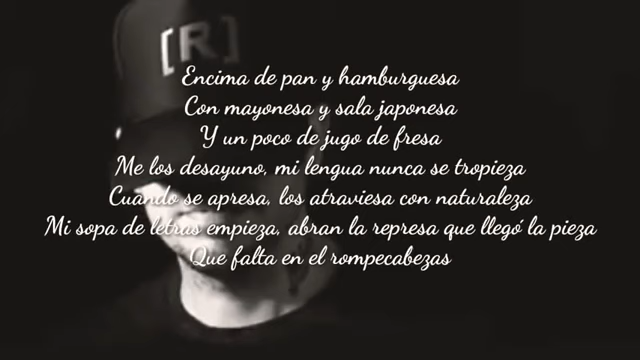 [R]
Encima de pan y hamburguesa
Con mayonesa y sala japonesa
Y un poco de jugo de fresa
Me los desayuno, mi lengua nunca se tropieza
Cuando se apresa, los atraviesa con naturaleza
Mi sopa de letras empieza, abran la represa que llegó la pieza
Que falta en el rompecabezas